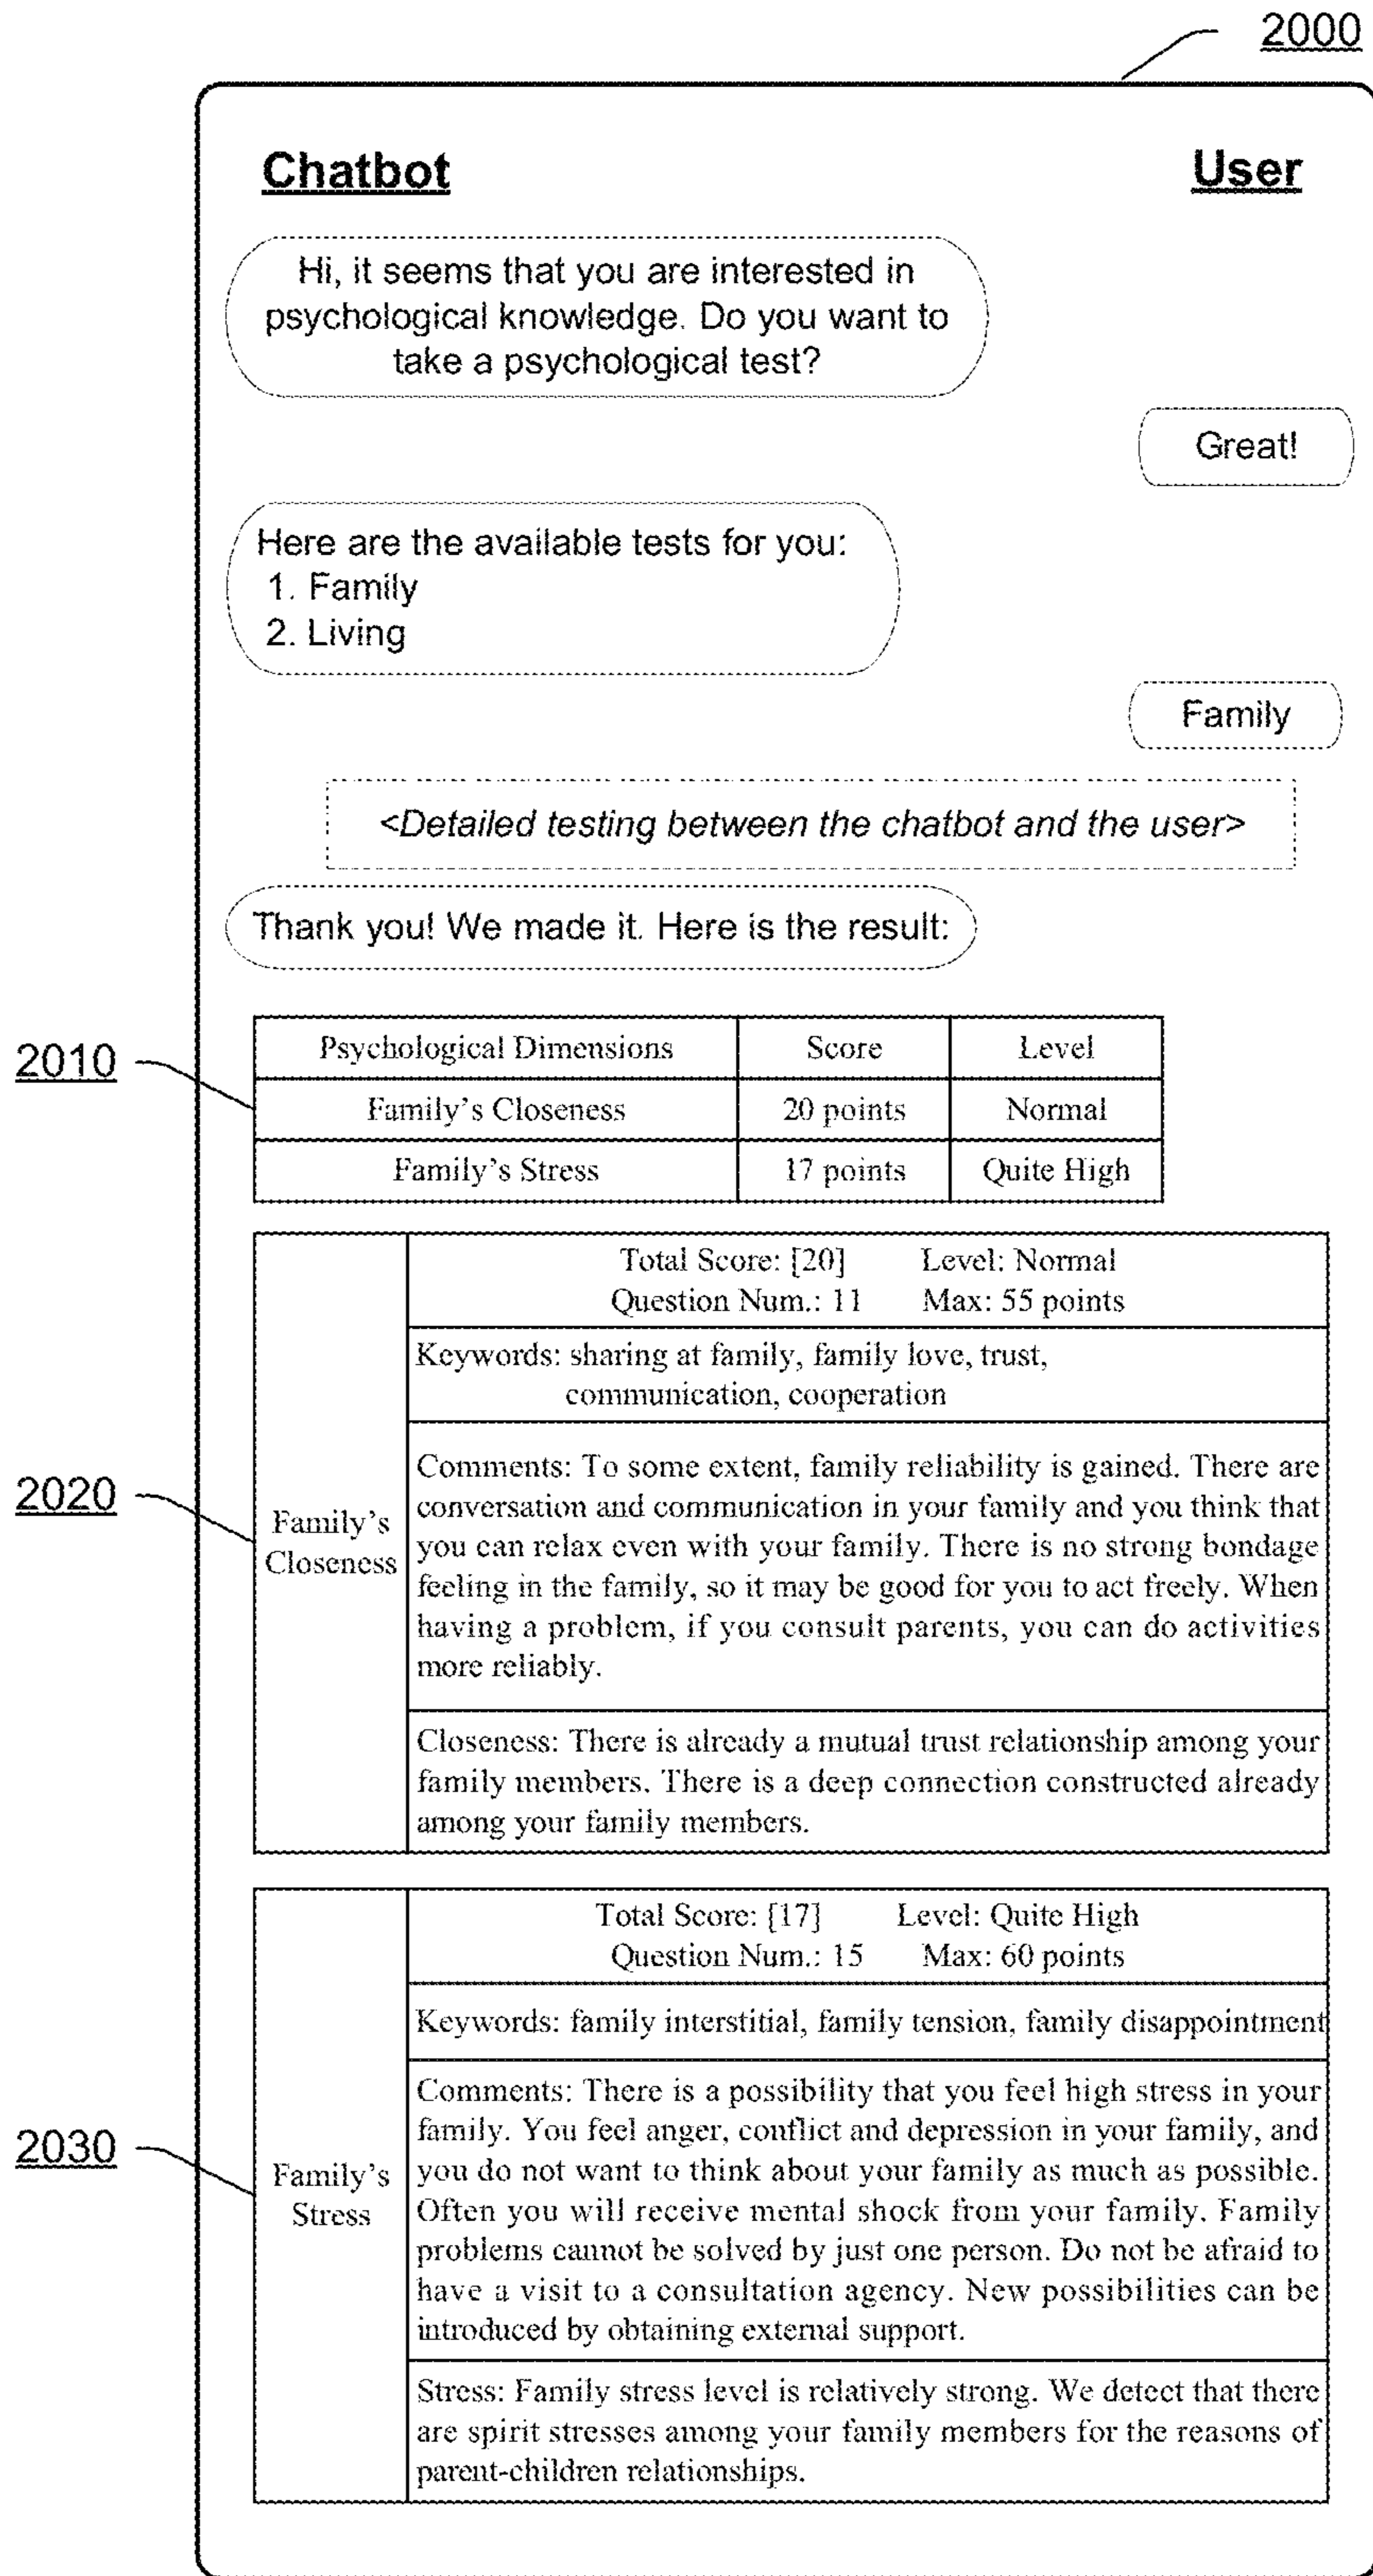 2000
Chatbot
User
Hi, it seems that you are interested in
psychological knowledge. Do you want to
take a psychological test?
Great!
Here are the available tests for you:
1. Family
2. Living
Family
<Detailed testing between the chatbot and the user>
Thank you! We made it. Here is the result:
2010
Psychological Dimensions Score Level
Family's Closeness 20 points Normal
Family's Stress 17 points Quite High
2020
Family's
Closeness
Total Score: [20] Level: Normal
Question Num.: 11 Max: 55 points
Keywords: sharing at family, family love, trust,
communication, cooperation
Comments: To some extent, family reliability is gained. There are
conversation and communication in your family and you think that
you can relax even with your family. There is no strong bondage
feeling in the family, so it may be good for you to act freely. When
having a problem, if you consult parents, you can do activities
more reliably.
Closeness: There is already a mutual trust relationship among your
family members. There is a deep connection constructed already
among your family members.
2030
Family's
Stress
Total Score: [17] Level: Quite High
Question Num.: 15 Max: 60 points
Keywords: family interstitial, family tension, family disappointment
Comments: There is a possibility that you feel high stress in your
family. You feel anger, conflict and depression in your family, and
you do not want to think about your family as much as possible.
Often you will receive mental shock from your family. Family
problems cannot be solved by just one person. Do not be afraid to
have a visit to a consultation agency. New possibilities can be
introduced by obtaining external support.
Stress: Family stress level is relatively strong. We detect that there
are spirit stresses among your family members for the reasons of
parent-children relationships.